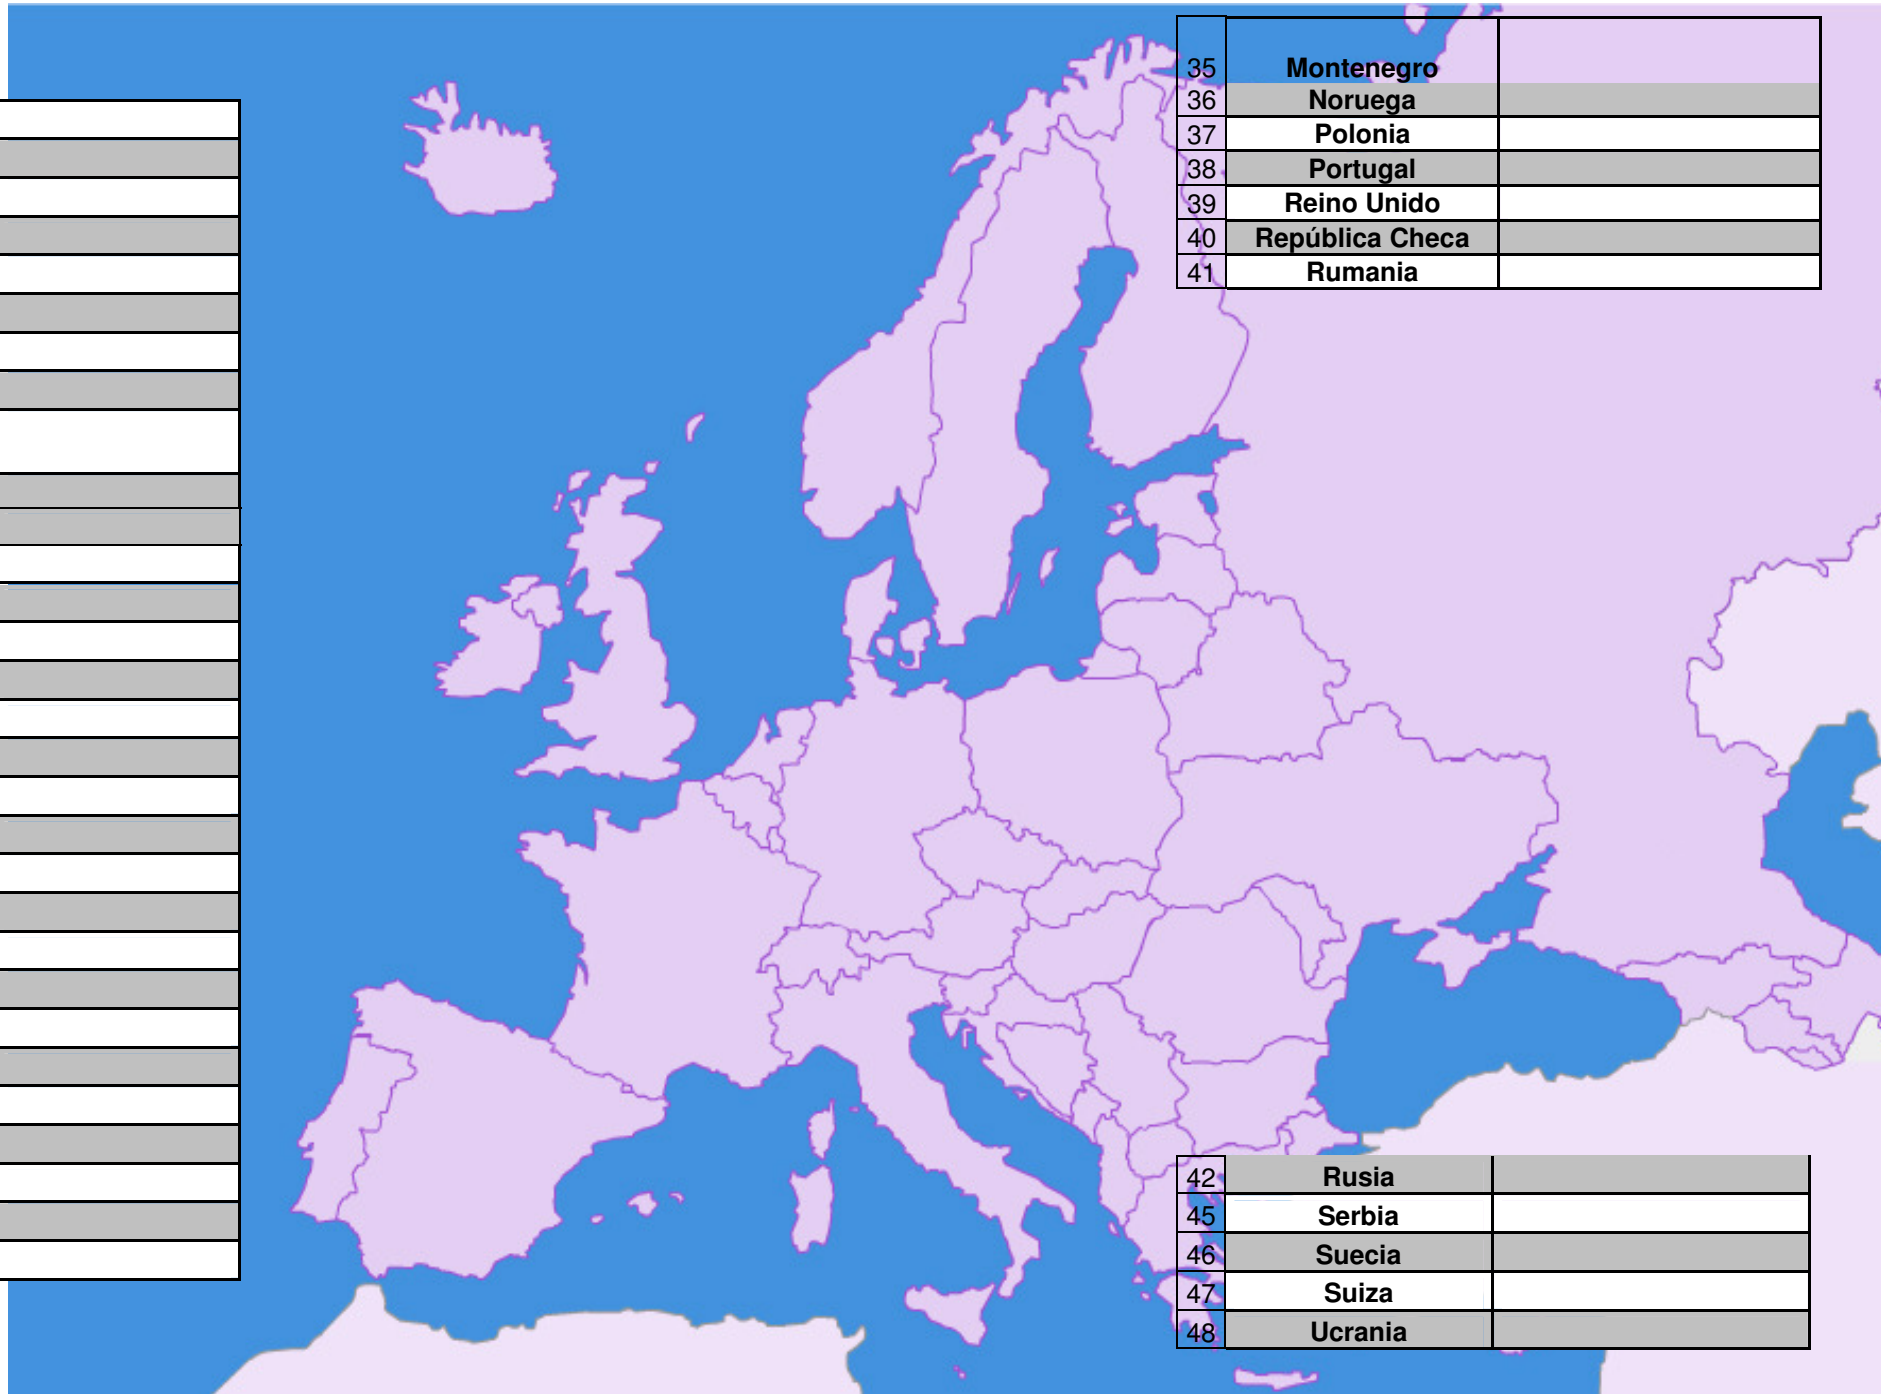 35 Montenegro
36 Noruega
37 Polonia
38 Portugal
39 Reino Unido
40 República Checa
41 Rumania
42 Rusia
45 Serbia
46 Suecia
47 Suiza
48 Ucrania